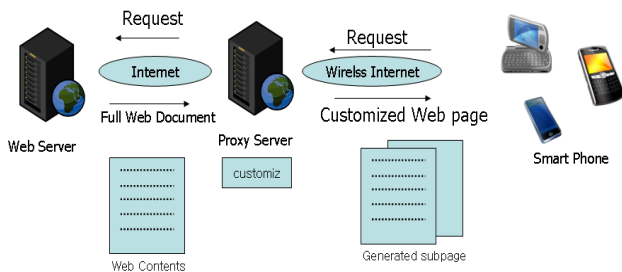 Request
Request
Internet
Wirelss Internet
Full Web Document
Customized Web page
Web Server
Proxy Server
Smart Phone
customiz
Web Contents
Generated subpage